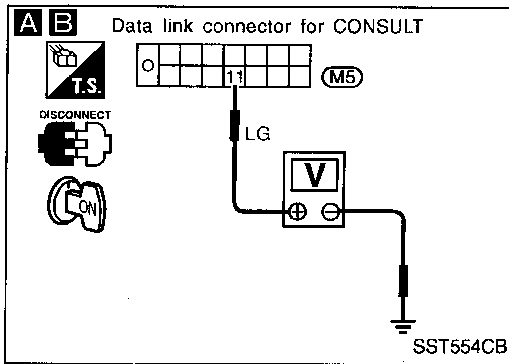 A B Data link connector for CONSULT
T.S.
11
M5
DISCONNECT
LG
ON
V
SST554CB